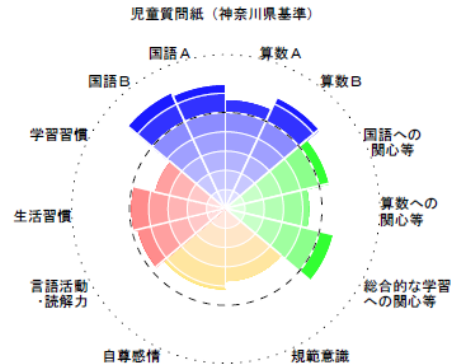 児童質問紙（神奈川県基準）
国語A
算数A
国語B
算数B
学習習慣
国語への
関心等
生活習慣
算数への
関心等
言語活動
・読解力
総合的な学習
への関心等
自尊感情
規範意識